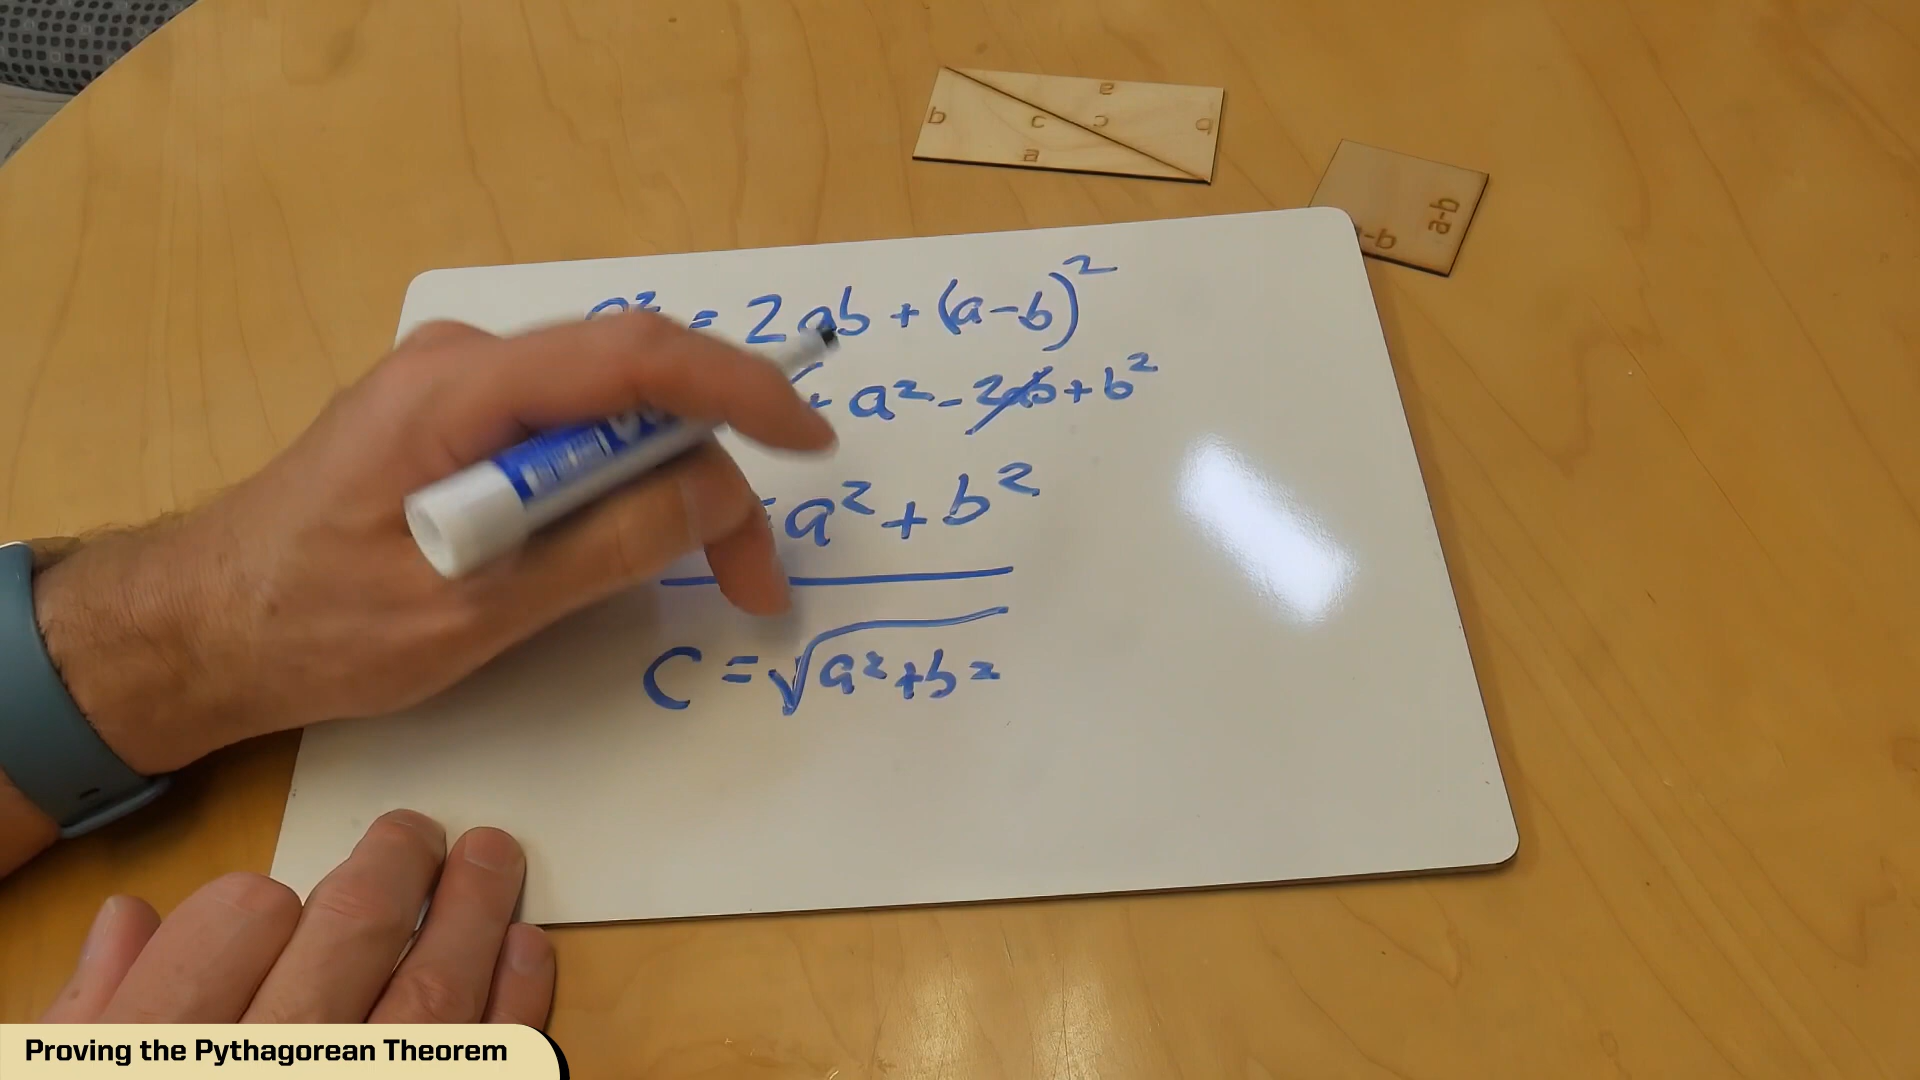 b a c c a b
a-b
-b
= 2ab + (a-b)²
+ a² - 2ab + b²
= a² + b²
C = √a²+b²
Proving the Pythagorean Theorem